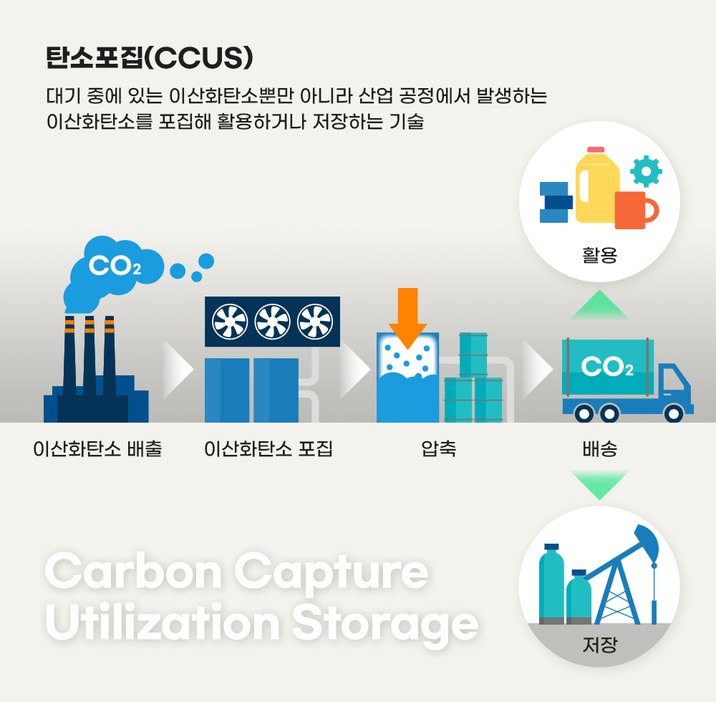 탄소포집(CCUS)
대기 중에 있는 이산화탄소뿐만 아니라 산업 공정에서 발생하는
이산화탄소를 포집해 활용하거나 저장하는 기술
활용
CO₂
CO₂
이산화탄소 배출
이산화탄소 포집
압축
배송
Carbon Capture
Utilization Storage
저장